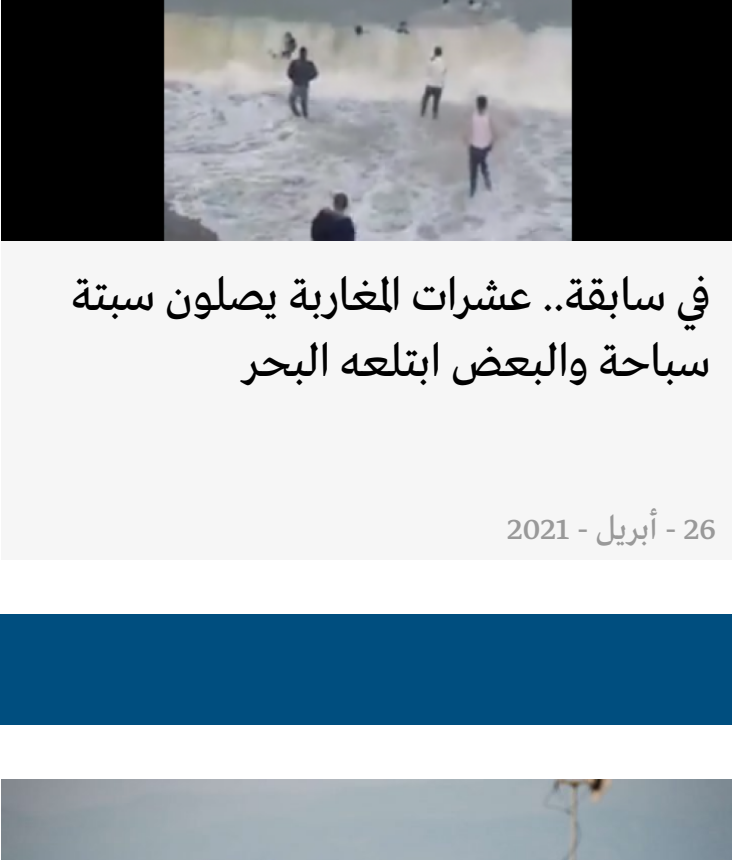 في سابقة.. عشرات المغاربة يصلون سبتة
سباحة والبعض ابتلعه البحر
26 - أبريل - 2021